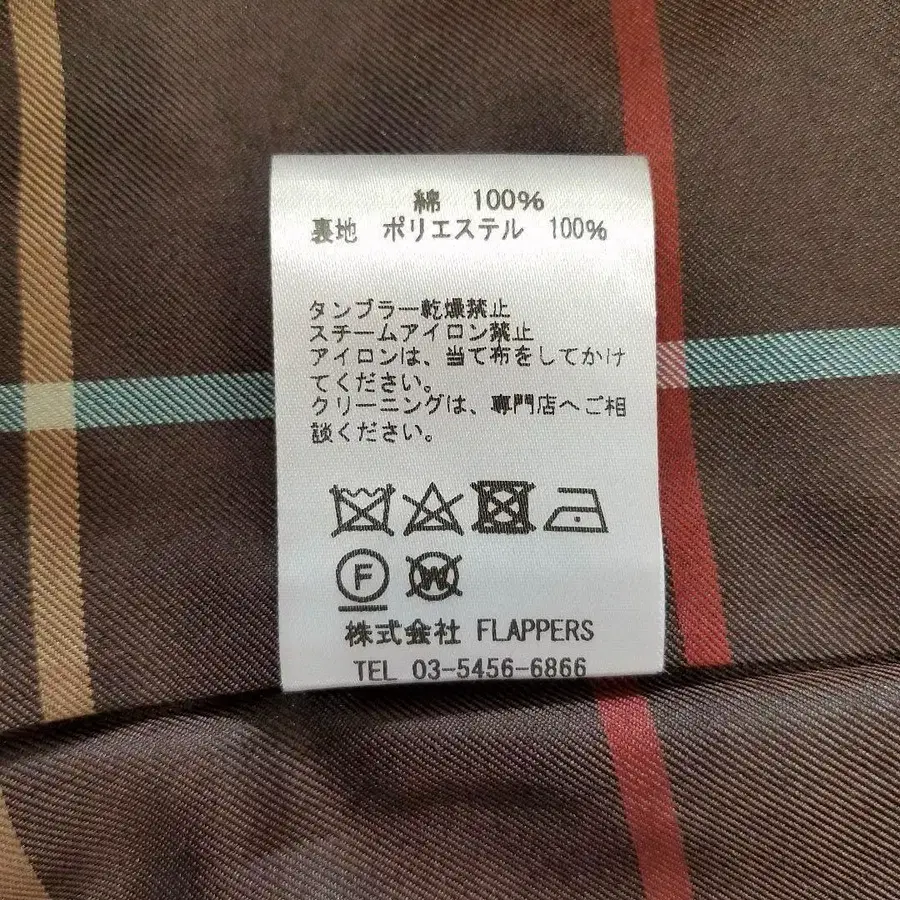 綿 100%
裏地 ポリエステル 100%
タンブラー乾燥禁止
スチームアイロン禁止
アイロンは、当て布をしてかけ
てください。
クリーニングは、専門店へご相
談ください。
F W
株式会社 FLAPPERS
TEL 03-5456-6866